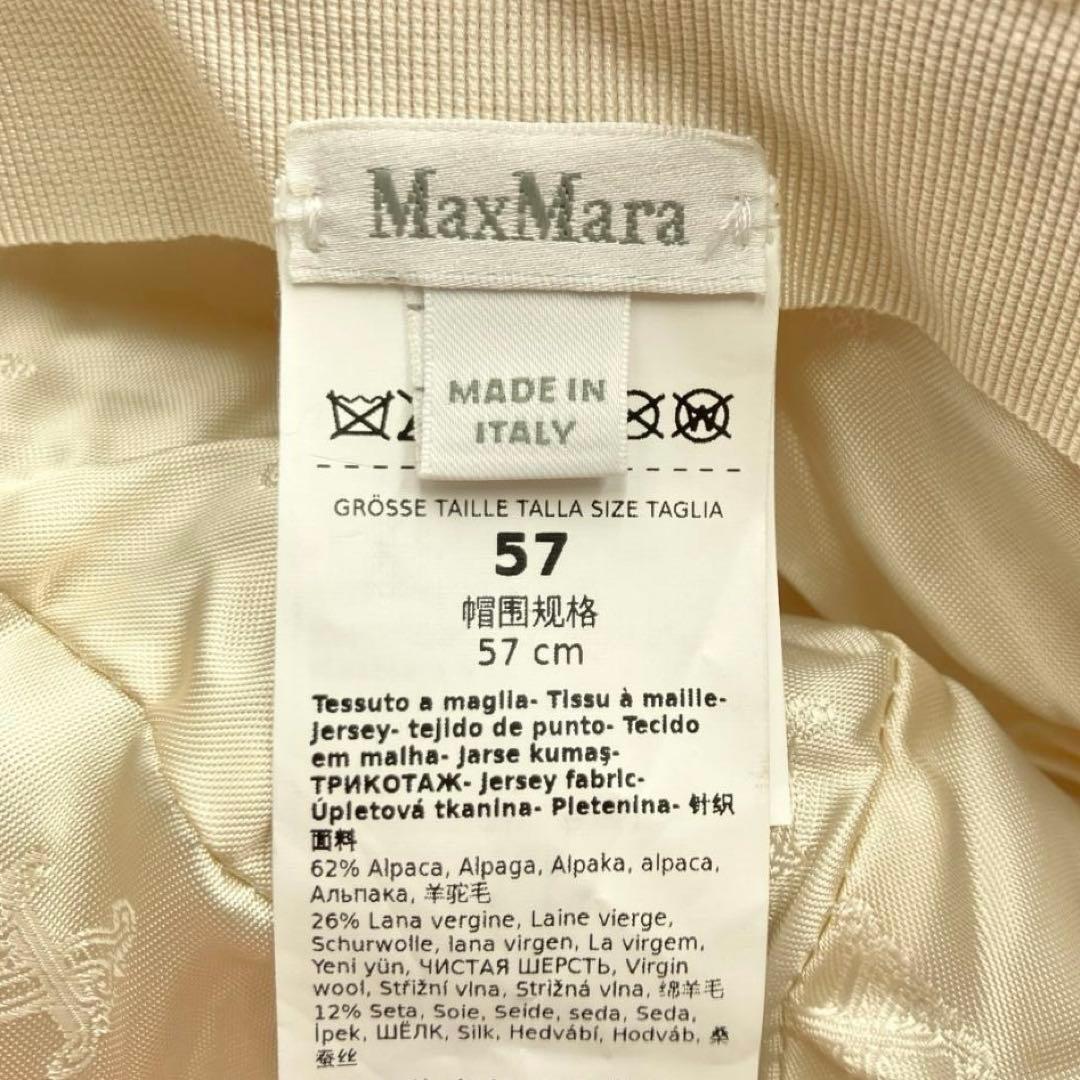 MaxMara
MADE IN
ITALY
GRÖSSE TAILLE TALLA SIZE TAGLIA
57
帽围规格
57 cm
Tessuto a maglia- Tissu à maille-
Jersey- tejido de punto- Tecido
em malha- Jarse kumaş-
ТРИКОТАЖ- Jersey fabric-
Úpletová tkanina- Pletenina- 针织
面料
62% Alpaca, Alpaga, Alpaka, alpaca,
Альпака, 羊驼毛
26% Lana vergine, Laine vierge,
Schurwolle, lana virgen, La virgem,
Yeni yün, ЧИСТАЯ ШЕРСТЬ, Virgin
wool, Střižní vlna, Strižná vlna, 绵羊毛
12% Seta, Soie, Seide, seda, Seda,
İpek, ШЁЛК, Silk, Hedvábí, Hodváb, 桑
蚕丝